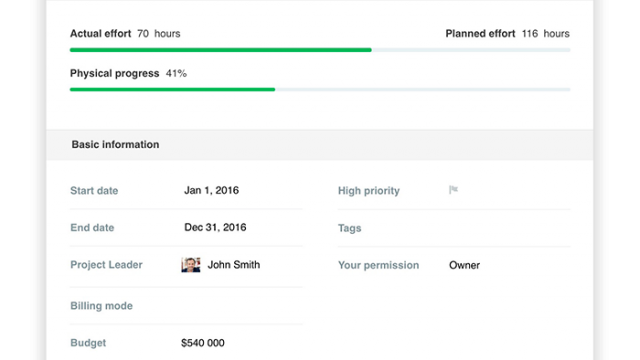 Actual effort 70 hours Planned effort 116 hours
Physical progress 41%
Basic information
Start date Jan 1, 2016 High priority
End date Dec 31, 2016 Tags
Project Leader John Smith Your permission Owner
Billing mode
Budget $540 000